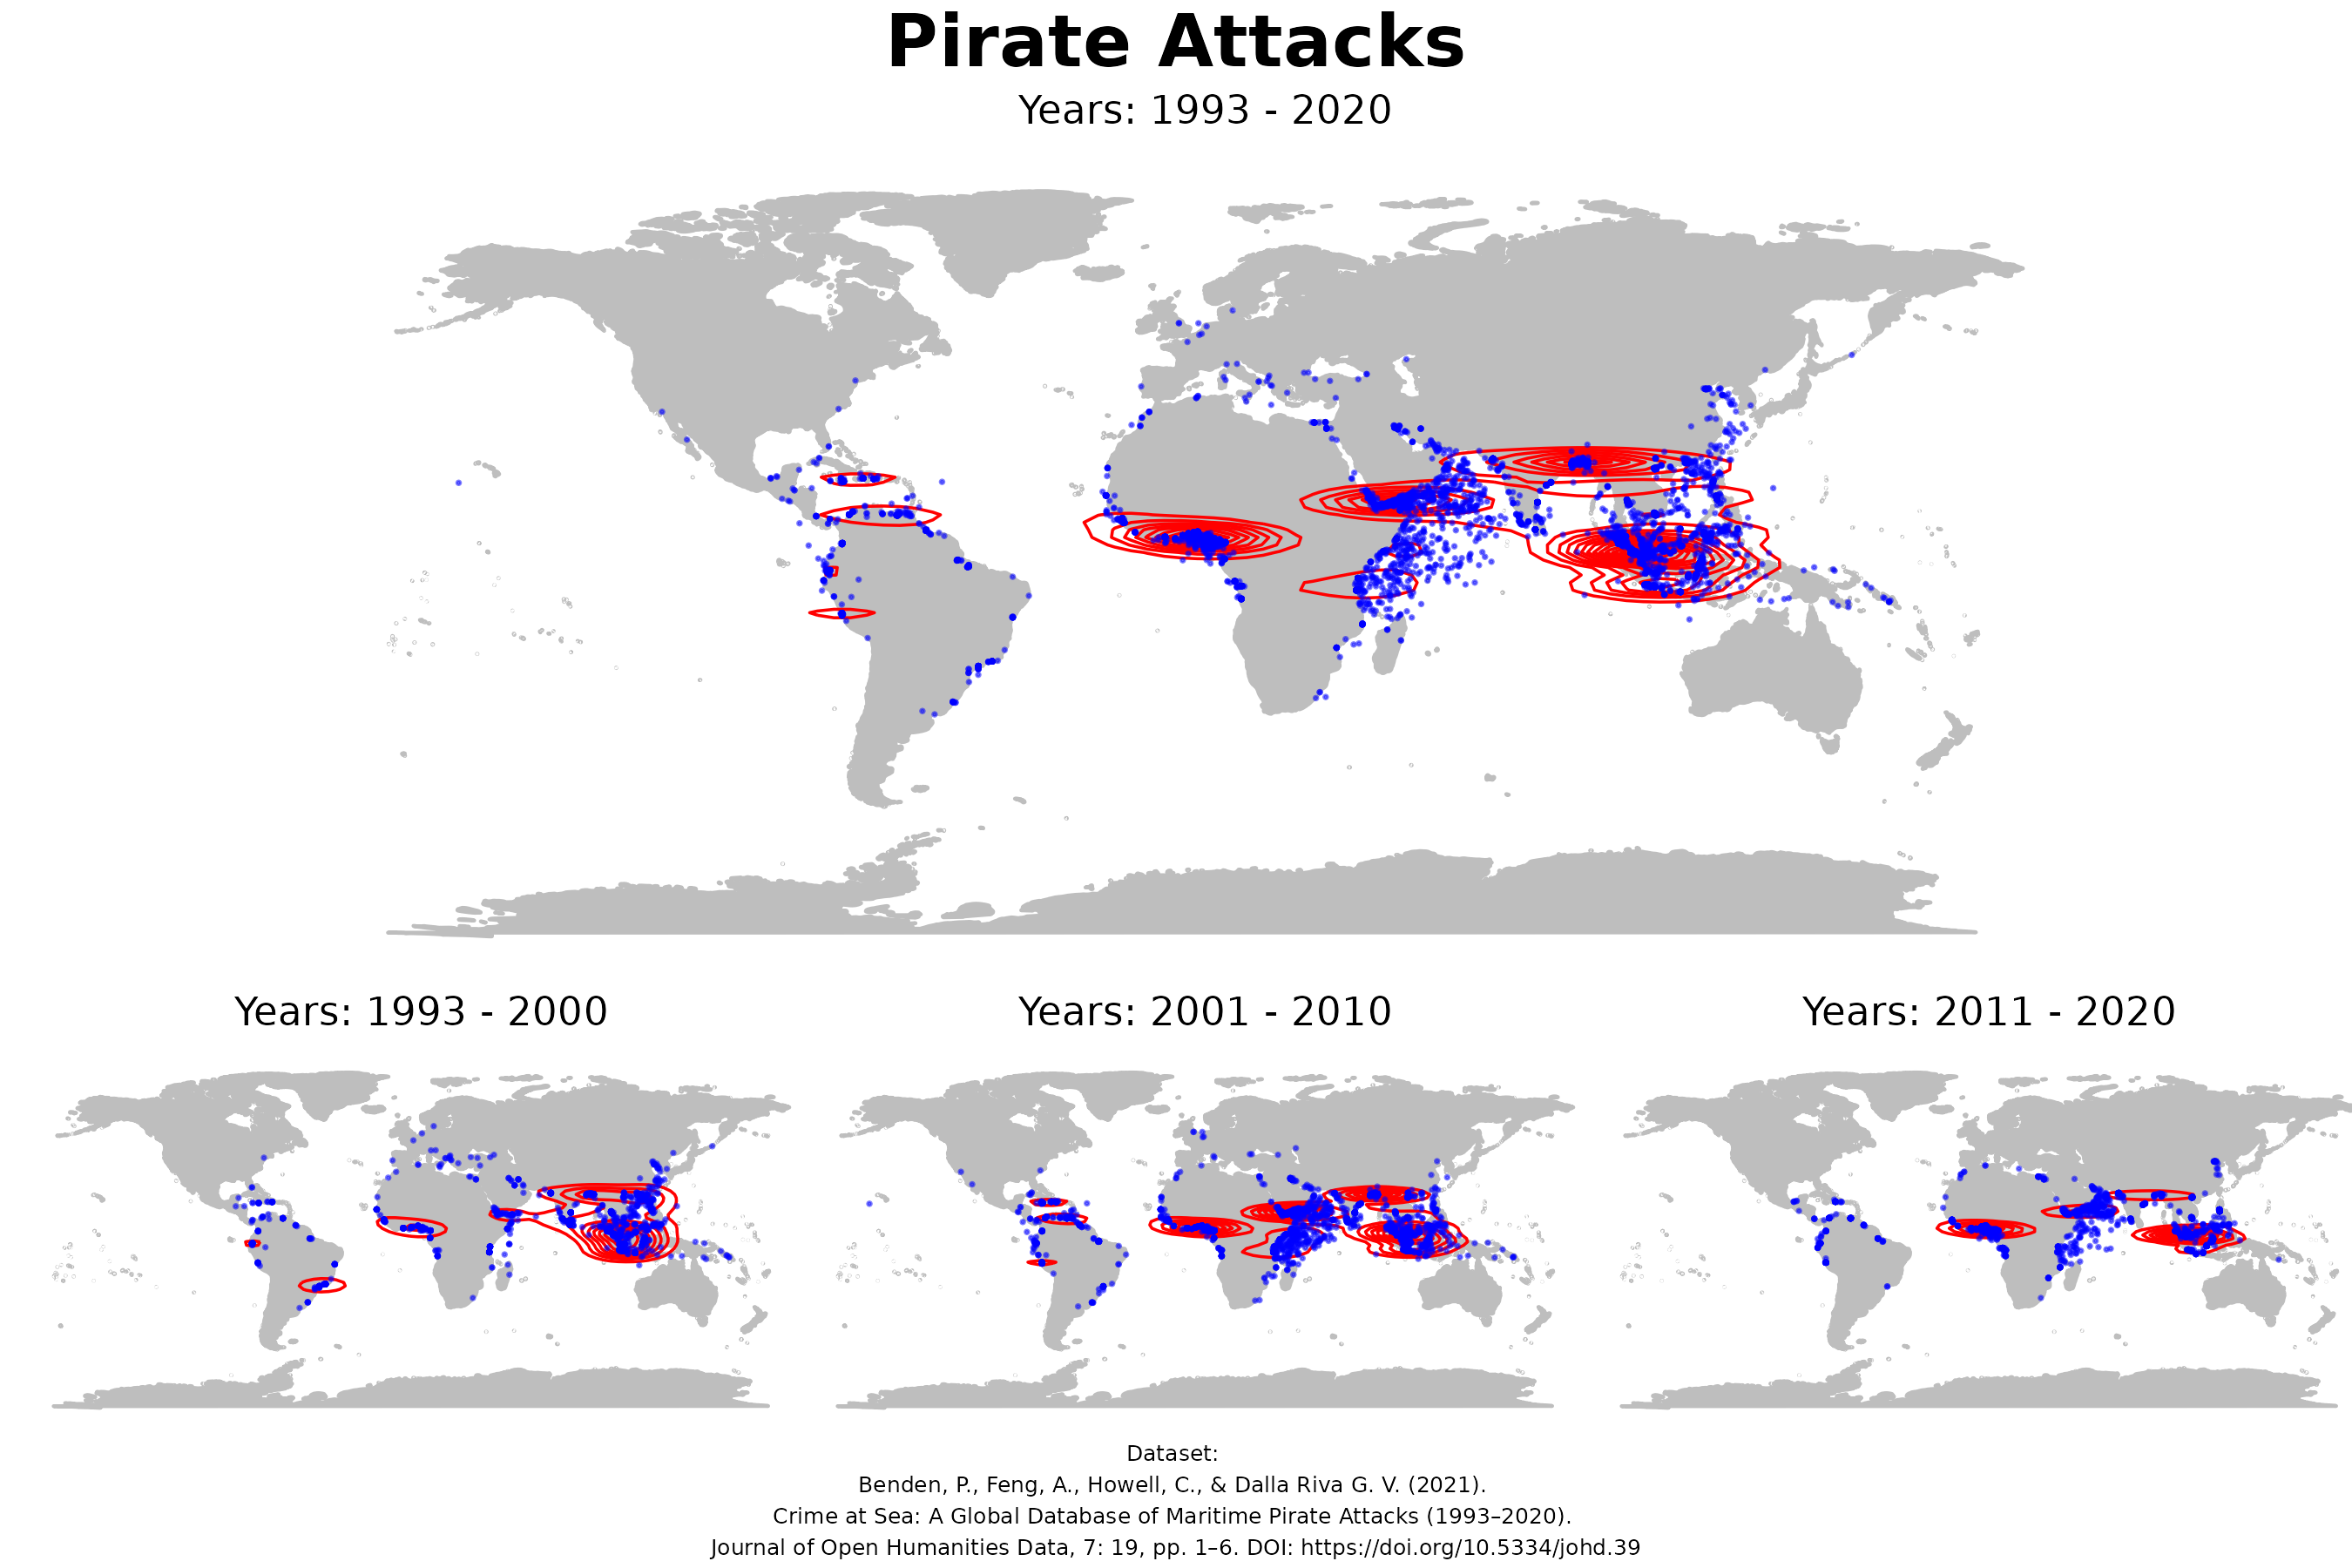 Pirate Attacks
Years: 1993 - 2020
Years: 1993 - 2000
Years: 2001 - 2010
Years: 2011 - 2020
Dataset:
Benden, P., Feng, A., Howell, C., & Dalla Riva G. V. (2021).
Crime at Sea: A Global Database of Maritime Pirate Attacks (1993–2020).
Journal of Open Humanities Data, 7: 19, pp. 1–6. DOI: https://doi.org/10.5334/johd.39